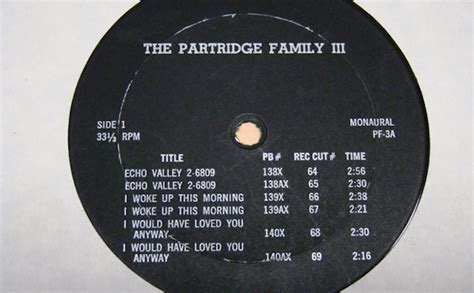 THE PARTRIDGE FAMILY III
SIDE 1 MONAURAL
33⅓ RPM PF-3A
TITLE PB# REC CUT# TIME
ECHO VALLEY 2-6809 138X 64 2:56
ECHO VALLEY 2-6809 138AX 65 2:30
I WOKE UP THIS MORNING 139X 66 2:38
I WOKE UP THIS MORNING 139AX 67 2:21
I WOULD HAVE LOVED YOU
ANYWAY 140X 68 2:30
I WOULD HAVE LOVED YOU
ANYWAY 140AX 69 2:16